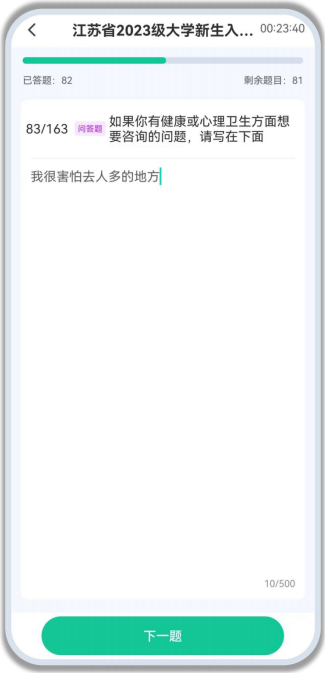 江苏省2023级大学新生入... 00:23:40
已答题：82 剩余题目：81
83/163 问答题 如果你有健康或心理卫生方面想
要咨询的问题，请写在下面
我很害怕去人多的地方
10/500
下一题